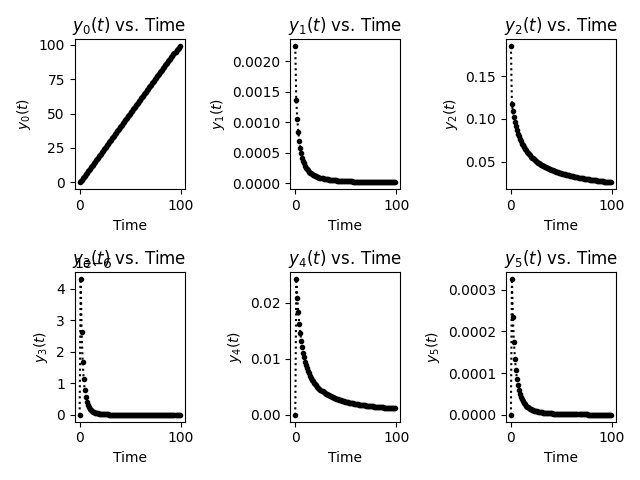 y₀(t) vs. Time
y₁(t) vs. Time
y₂(t) vs. Time
100
75
50
25
0
y₀(t)
0
100
Time
0.0020
0.0015
0.0010
0.0005
0.0000
y₁(t)
0
100
Time
0.15
0.10
0.05
y₂(t)
0
100
Time
y₃(t) vs. Time
1e−6
y₄(t) vs. Time
y₅(t) vs. Time
4
3
2
1
0
y₃(t)
0
100
Time
0.02
0.01
0.00
y₄(t)
0
100
Time
0.0003
0.0002
0.0001
0.0000
y₅(t)
0
100
Time